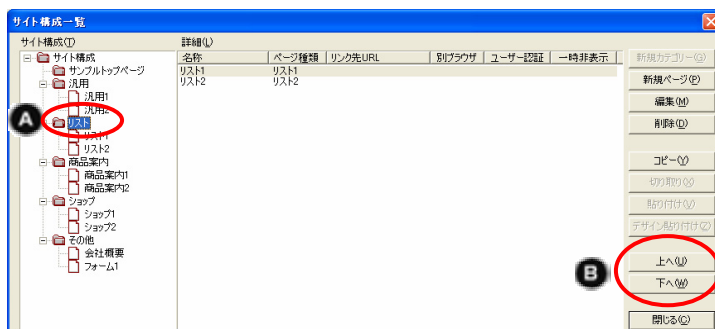 サイト構成一覧
サイト構成(T)
詳細(L)
名称 ページ種類 リンク先URL 別ブラウザ ユーザー認証 一時非表示
リスト1 リスト1
リスト2 リスト2
サイト構成
サンプルトップページ
汎用
汎用1
汎用2
リスト
リスト1
リスト2
商品案内
商品案内1
商品案内2
ショップ
ショップ1
ショップ2
その他
会社概要
フォーム1
A
B
新規カテゴリー(G)
新規ページ(P)
編集(M)
削除(D)
コピー(Y)
切り取り(X)
貼り付け(V)
デザイン貼り付け(Z)
上へ(U)
下へ(W)
閉じる(C)